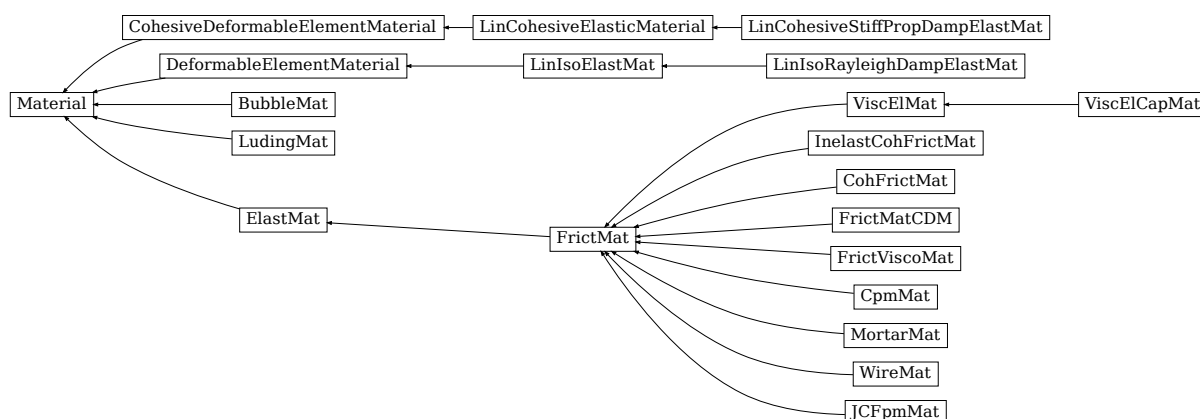 CohesiveDeformableElementMaterial
LinCohesiveElasticMaterial
LinCohesiveStiffPropDampElastMat
DeformableElementMaterial
LinIsoElastMat
LinIsoRayleighDampElastMat
Material
BubbleMat
ViscElMat
ViscElCapMat
LudingMat
InelastCohFrictMat
CohFrictMat
ElastMat
FrictMatCDM
FrictMat
FrictViscoMat
CpmMat
MortarMat
WireMat
JCFpmMat